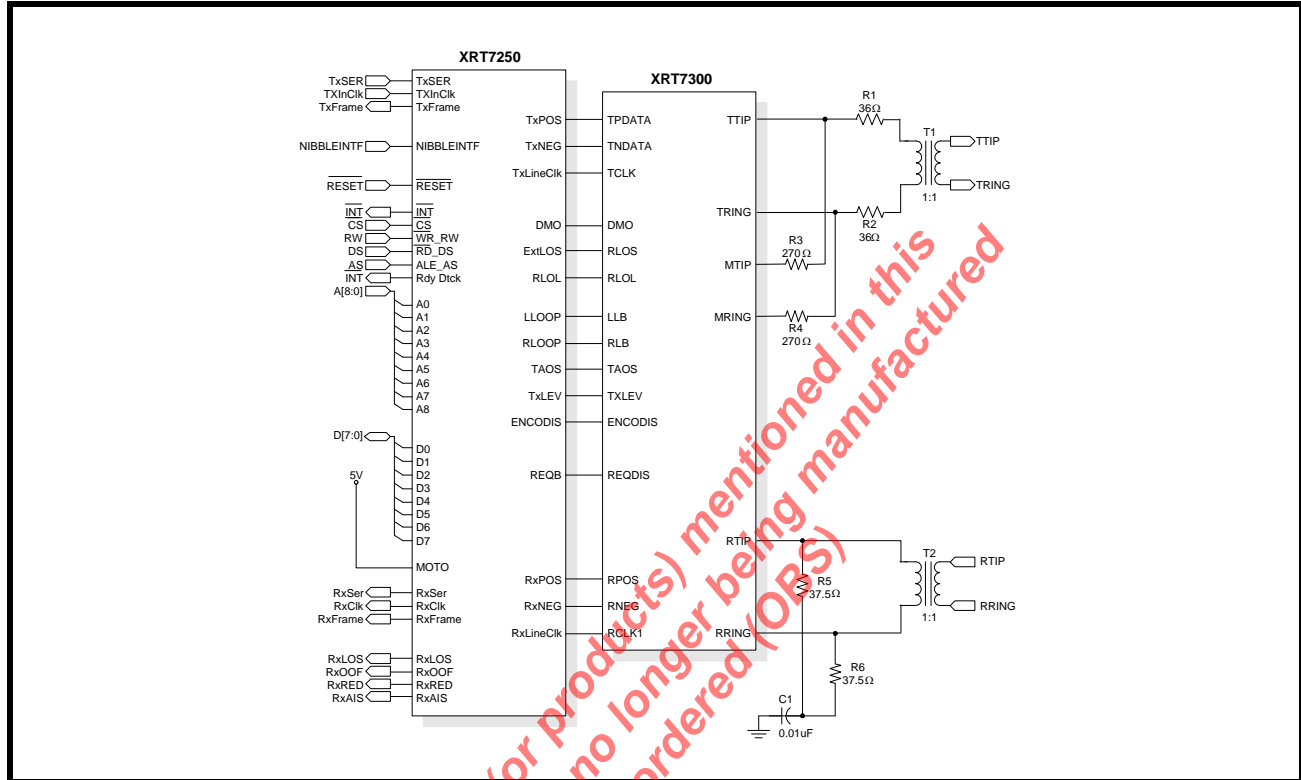 XRT7250
XRT7300
TxSER TxSER
TXInClk TXInClk
TxFrame TxFrame
NIBBLEINTF NIBBLEINTF
RESET RESET
INT INT
CS CS
RW WR_RW
DS RD_DS
AS ALE_AS
INT Rdy Dtck
A[8:0]
A0
A1
A2
A3
A4
A5
A6
A7
A8
D[7:0]
D0
D1
D2
D3
D4
D5
D6
D7
5V
MOTO
RxSer RxSer
RxClk RxClk
RxFrame RxFrame
RxLOS RxLOS
RxOOF RxOOF
RxRED RxRED
RxAIS RxAIS
TxPOS TPDATA
TxNEG TNDATA
TxLineClk TCLK
DMO DMO
ExtLOS RLOS
RLOL RLOL
LLOOP LLB
RLOOP RLB
TAOS TAOS
TxLEV TXLEV
ENCODIS ENCODIS
REQB REQDIS
RxPOS RPOS
RxNEG RNEG
RxLineClk RCLK1
TTIP
TRING
MTIP
MRING
RTIP
RRING
R1
36Ω
R2
36Ω
R3
270Ω
R4
270Ω
T1
1:1
TTIP
TRING
R5
37.5Ω
R6
37.5Ω
C1
0.01uF
T2
1:1
RTIP
RRING
(or products) mentioned in this
no longer being manufactured
ordered (OBS)